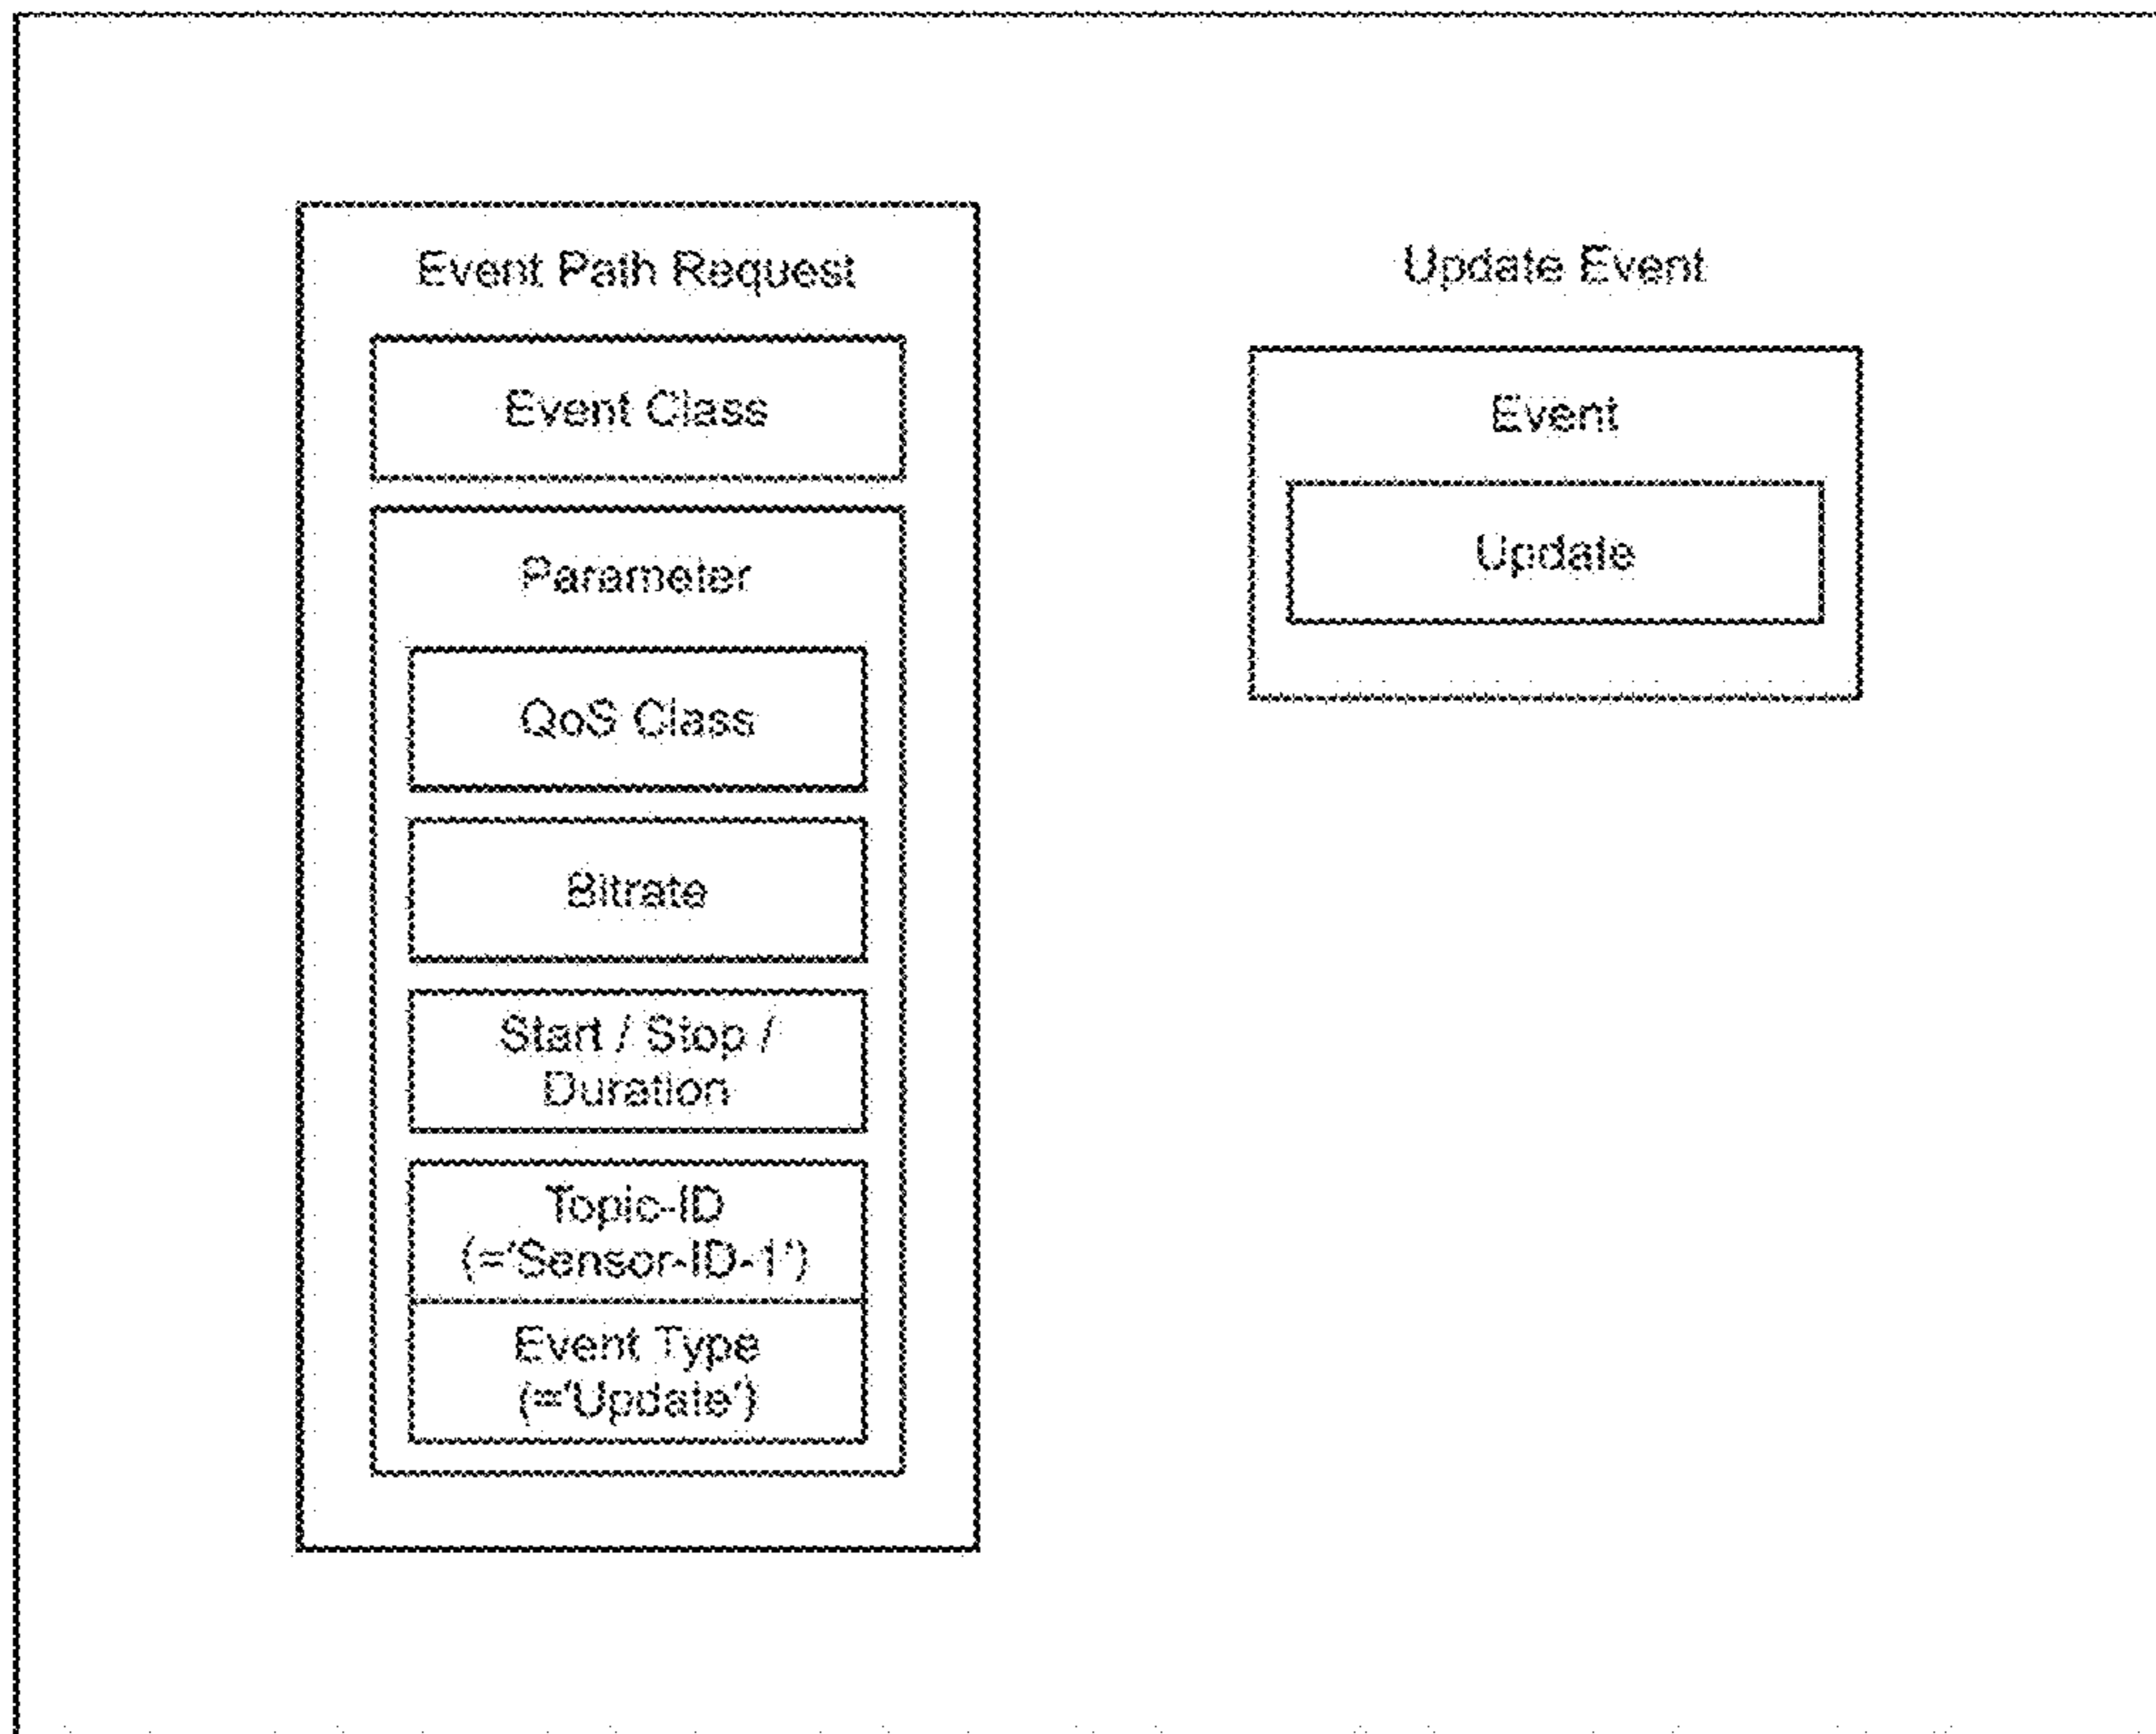 Event Path Request
Event Class
Parameter
QoS Class
Bitrate
Start / Stop /
Duration
Topic-ID
(=‘Sensor-ID-1‘)
Event Type
(=‘Update‘)
Update Event
Event
Update